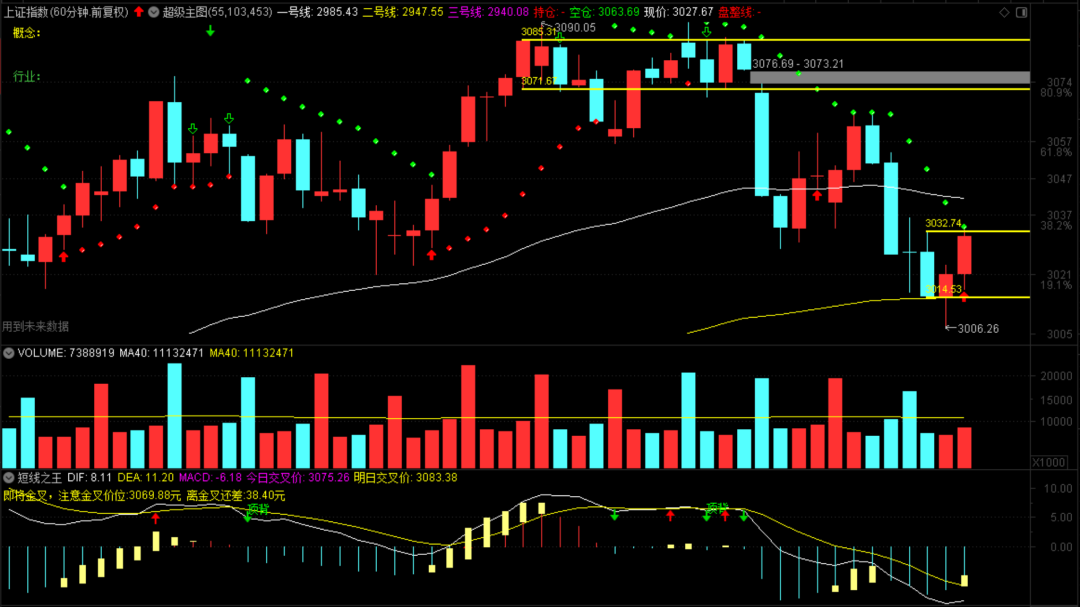 上证指数(60分钟.前复权) 超级主图(55,103,453) 一号线: 2985.43 二号线: 2947.55 三号线: 2940.08 持仓: - 空仓: 3063.69 现价: 3027.67 盘整线: -
概念:
3085.31
3090.05
3076.69 - 3073.21
行业:
3071.67
3074
80.9%
3057
61.8%
3047
3037
38.2%
3032.74
3021
19.1%
3014.53
用到未来数据
3006.26
3005
VOLUME: 7388919 MA40: 11132471 MA40: 11132471
20000
15000
10000
X1000
短线之王 DIF: 8.11 DEA: 11.20 MACD: -6.18 今日交叉价: 3075.26 明日交叉价: 3083.38
即将金叉，注意金叉价位:3069.88元 离金叉还差:38.40元
10.00
顶背
顶背
5.00
0.00